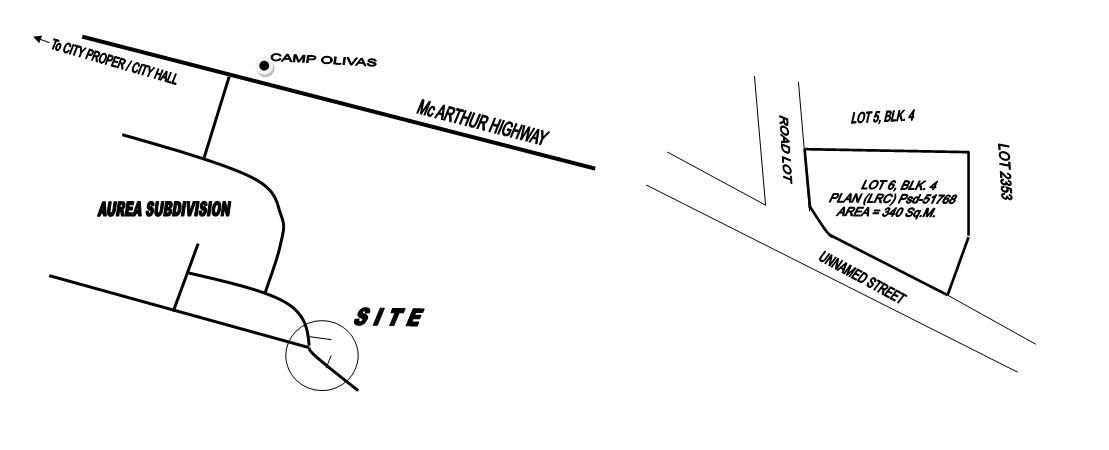 To CITY PROPER / CITY HALL
CAMP OLIVAS
Mc ARTHUR HIGHWAY
AUREA SUBDIVISION
SITE
ROAD LOT
LOT 5, BLK. 4
LOT 2353
LOT 6, BLK. 4
PLAN (LRC) Psd-51768
AREA = 340 Sq.M.
UNNAMED STREET